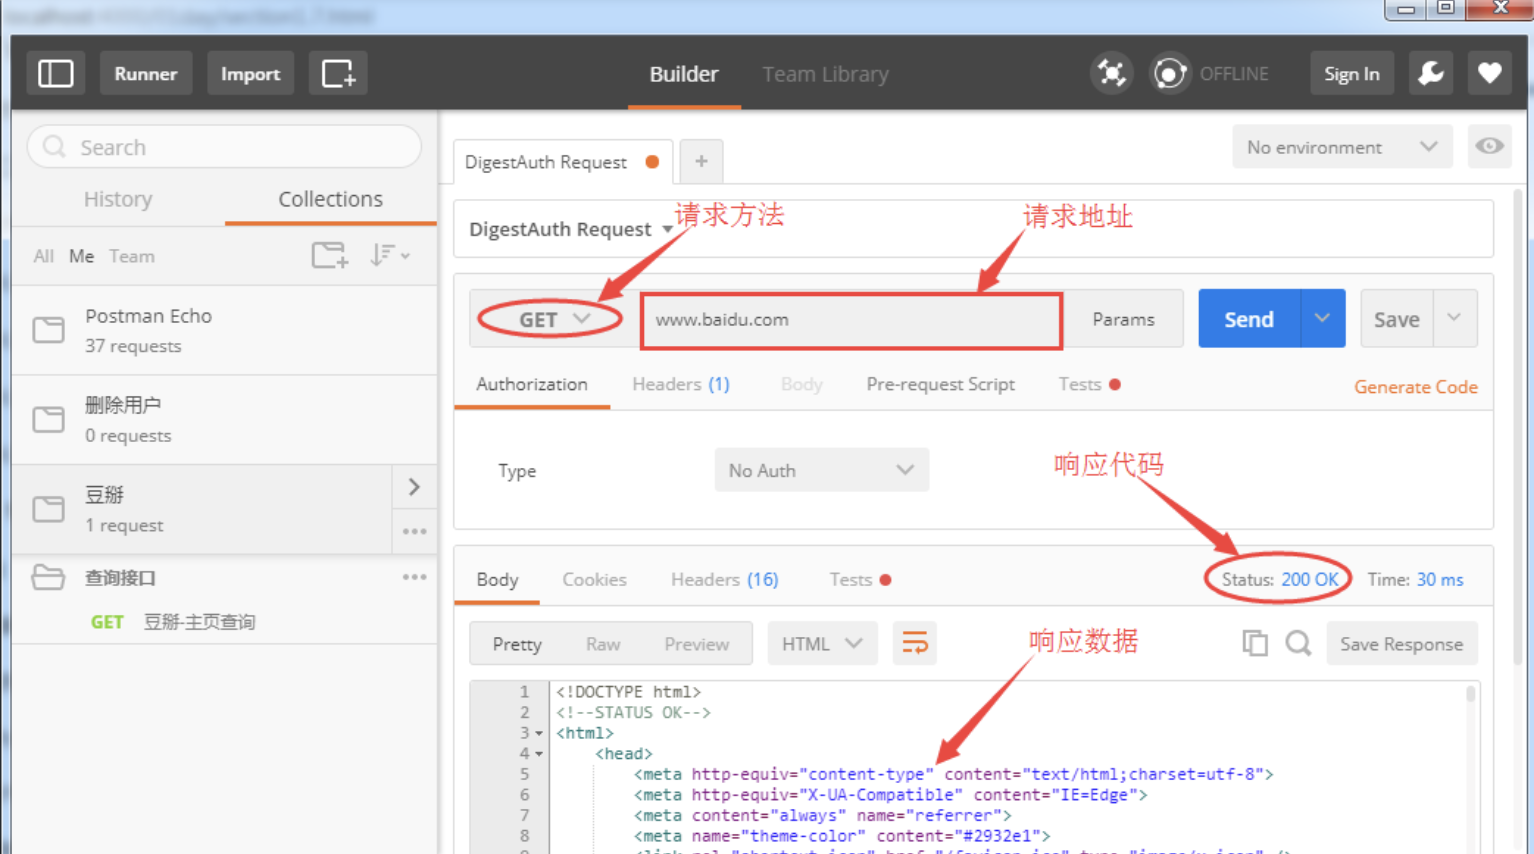 Runner
Import
Builder
Team Library
OFFLINE
Sign In
Search
History
Collections
All Me Team
Postman Echo
37 requests
删除用户
0 requests
豆掰
1 request
查询接口
GET 豆掰-主页查询
DigestAuth Request
+
No environment
DigestAuth Request
请求方法
请求地址
GET
www.baidu.com
Params
Send
Save
Authorization
Headers (1)
Body
Pre-request Script
Tests
Generate Code
Type
No Auth
响应代码
Body
Cookies
Headers (16)
Tests
Status: 200 OK
Time: 30 ms
Pretty
Raw
Preview
HTML
响应数据
Save Response
1 <!DOCTYPE html>
2 <!--STATUS OK-->
3 <html>
4 <head>
5 <meta http-equiv="content-type" content="text/html;charset=utf-8">
6 <meta http-equiv="X-UA-Compatible" content="IE=Edge">
7 <meta content="always" name="referrer">
8 <meta name="theme-color" content="#2932e1">